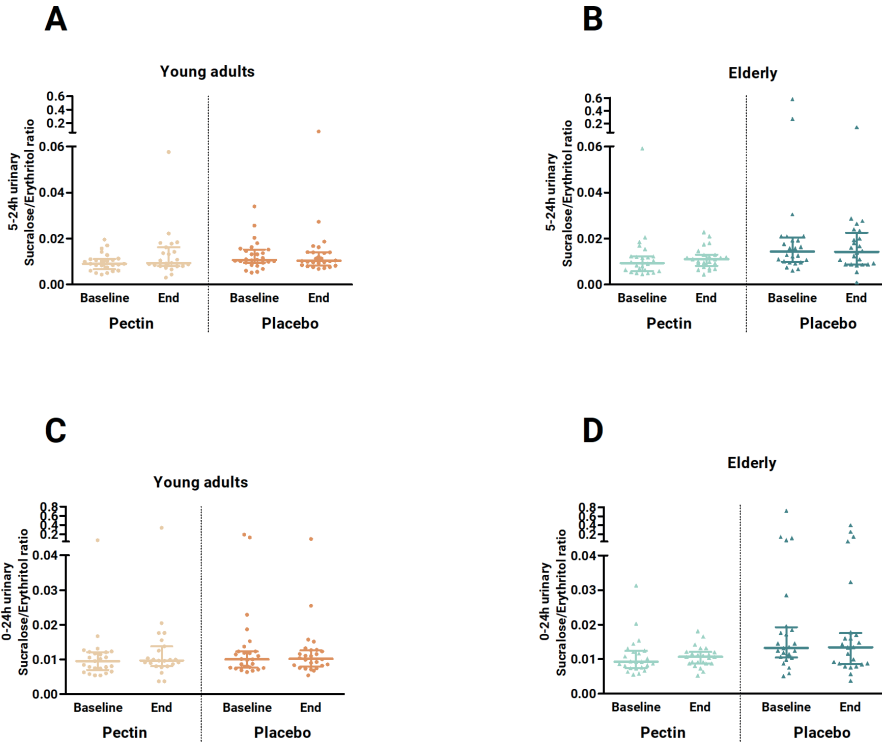 A
Young adults
5-24h urinary
Sucralose/Erythritol ratio
0.6
0.4
0.2
0.06
0.04
0.02
0.00
Baseline End Baseline End
Pectin Placebo
B
Elderly
5-24h urinary
Sucralose/Erythritol ratio
0.6
0.4
0.2
0.06
0.04
0.02
0.00
Baseline End Baseline End
Pectin Placebo
C
Young adults
0-24h urinary
Sucralose/Erythritol ratio
0.8
0.6
0.4
0.2
0.04
0.03
0.02
0.01
0.00
Baseline End Baseline End
Pectin Placebo
D
Elderly
0-24h urinary
Sucralose/Erythritol ratio
0.8
0.6
0.4
0.2
0.04
0.03
0.02
0.01
0.00
Baseline End Baseline End
Pectin Placebo